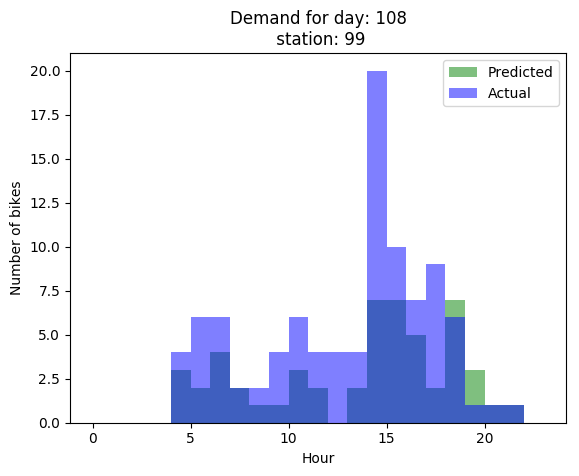 Demand for day: 108
station: 99
Predicted
Actual
Number of bikes
20.0
17.5
15.0
12.5
10.0
7.5
5.0
2.5
0.0
0 5 10 15 20
Hour